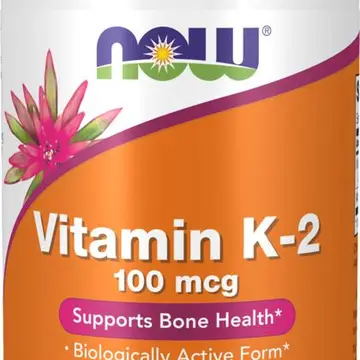 now
Vitamin K-2
100 mcg
Supports Bone Health*
• Biologically Active Form*